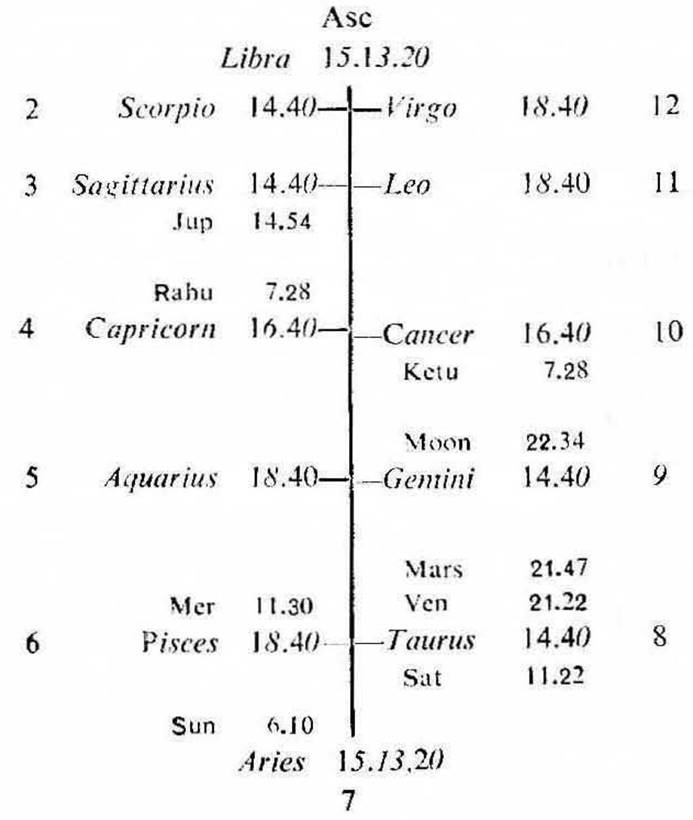 Asc
Libra 15.13.20
2 Scorpio 14.40 Virgo 18.40 12
3 Sagittarius 14.40 Leo 18.40 11
Jup 14.54
Rahu 7.28
4 Capricorn 16.40 Cancer 16.40 10
Ketu 7.28
Moon 22.34
5 Aquarius 18.40 Gemini 14.40 9
Mars 21.47
Mer 11.30 Ven 21.22
6 Pisces 18.40 Taurus 14.40 8
Sat 11.22
Sun 6.10
Aries 15.13,20
7